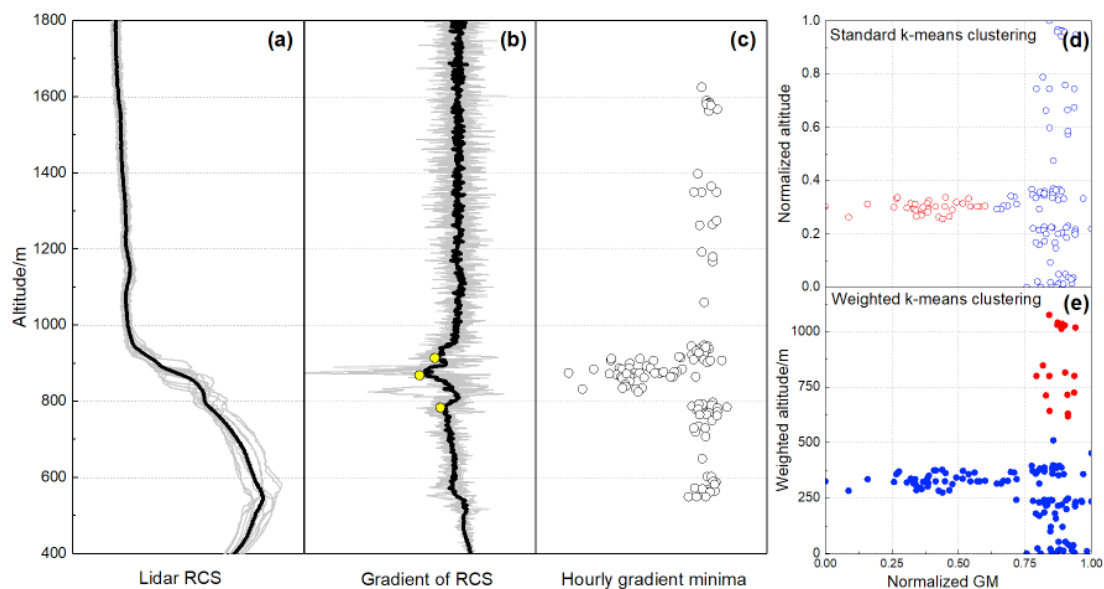 1800
1600
1400
1200
1000
800
600
400
Altitude/m
(a)
Lidar RCS
(b)
Gradient of RCS
(c)
Hourly gradient minima
1.0
0.8
0.6
0.4
0.2
0.0
Normalized altitude
Standard k-means clustering
(d)
1000
750
500
250
0
Weighted altitude/m
Weighted k-means clustering
(e)
0.00
0.25
0.50
0.75
1.00
Normalized GM